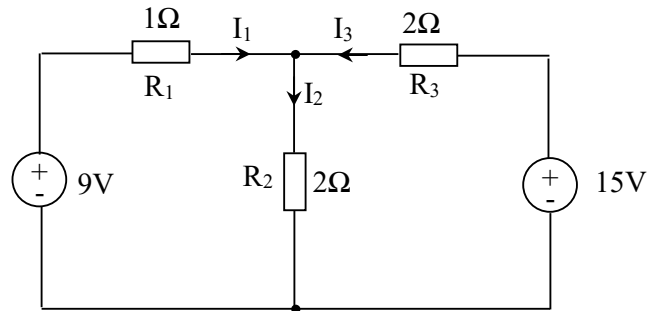 1Ω I₁ I₃ 2Ω
R₁ R₃
I₂
+ 9V - R₂ 2Ω + 15V -